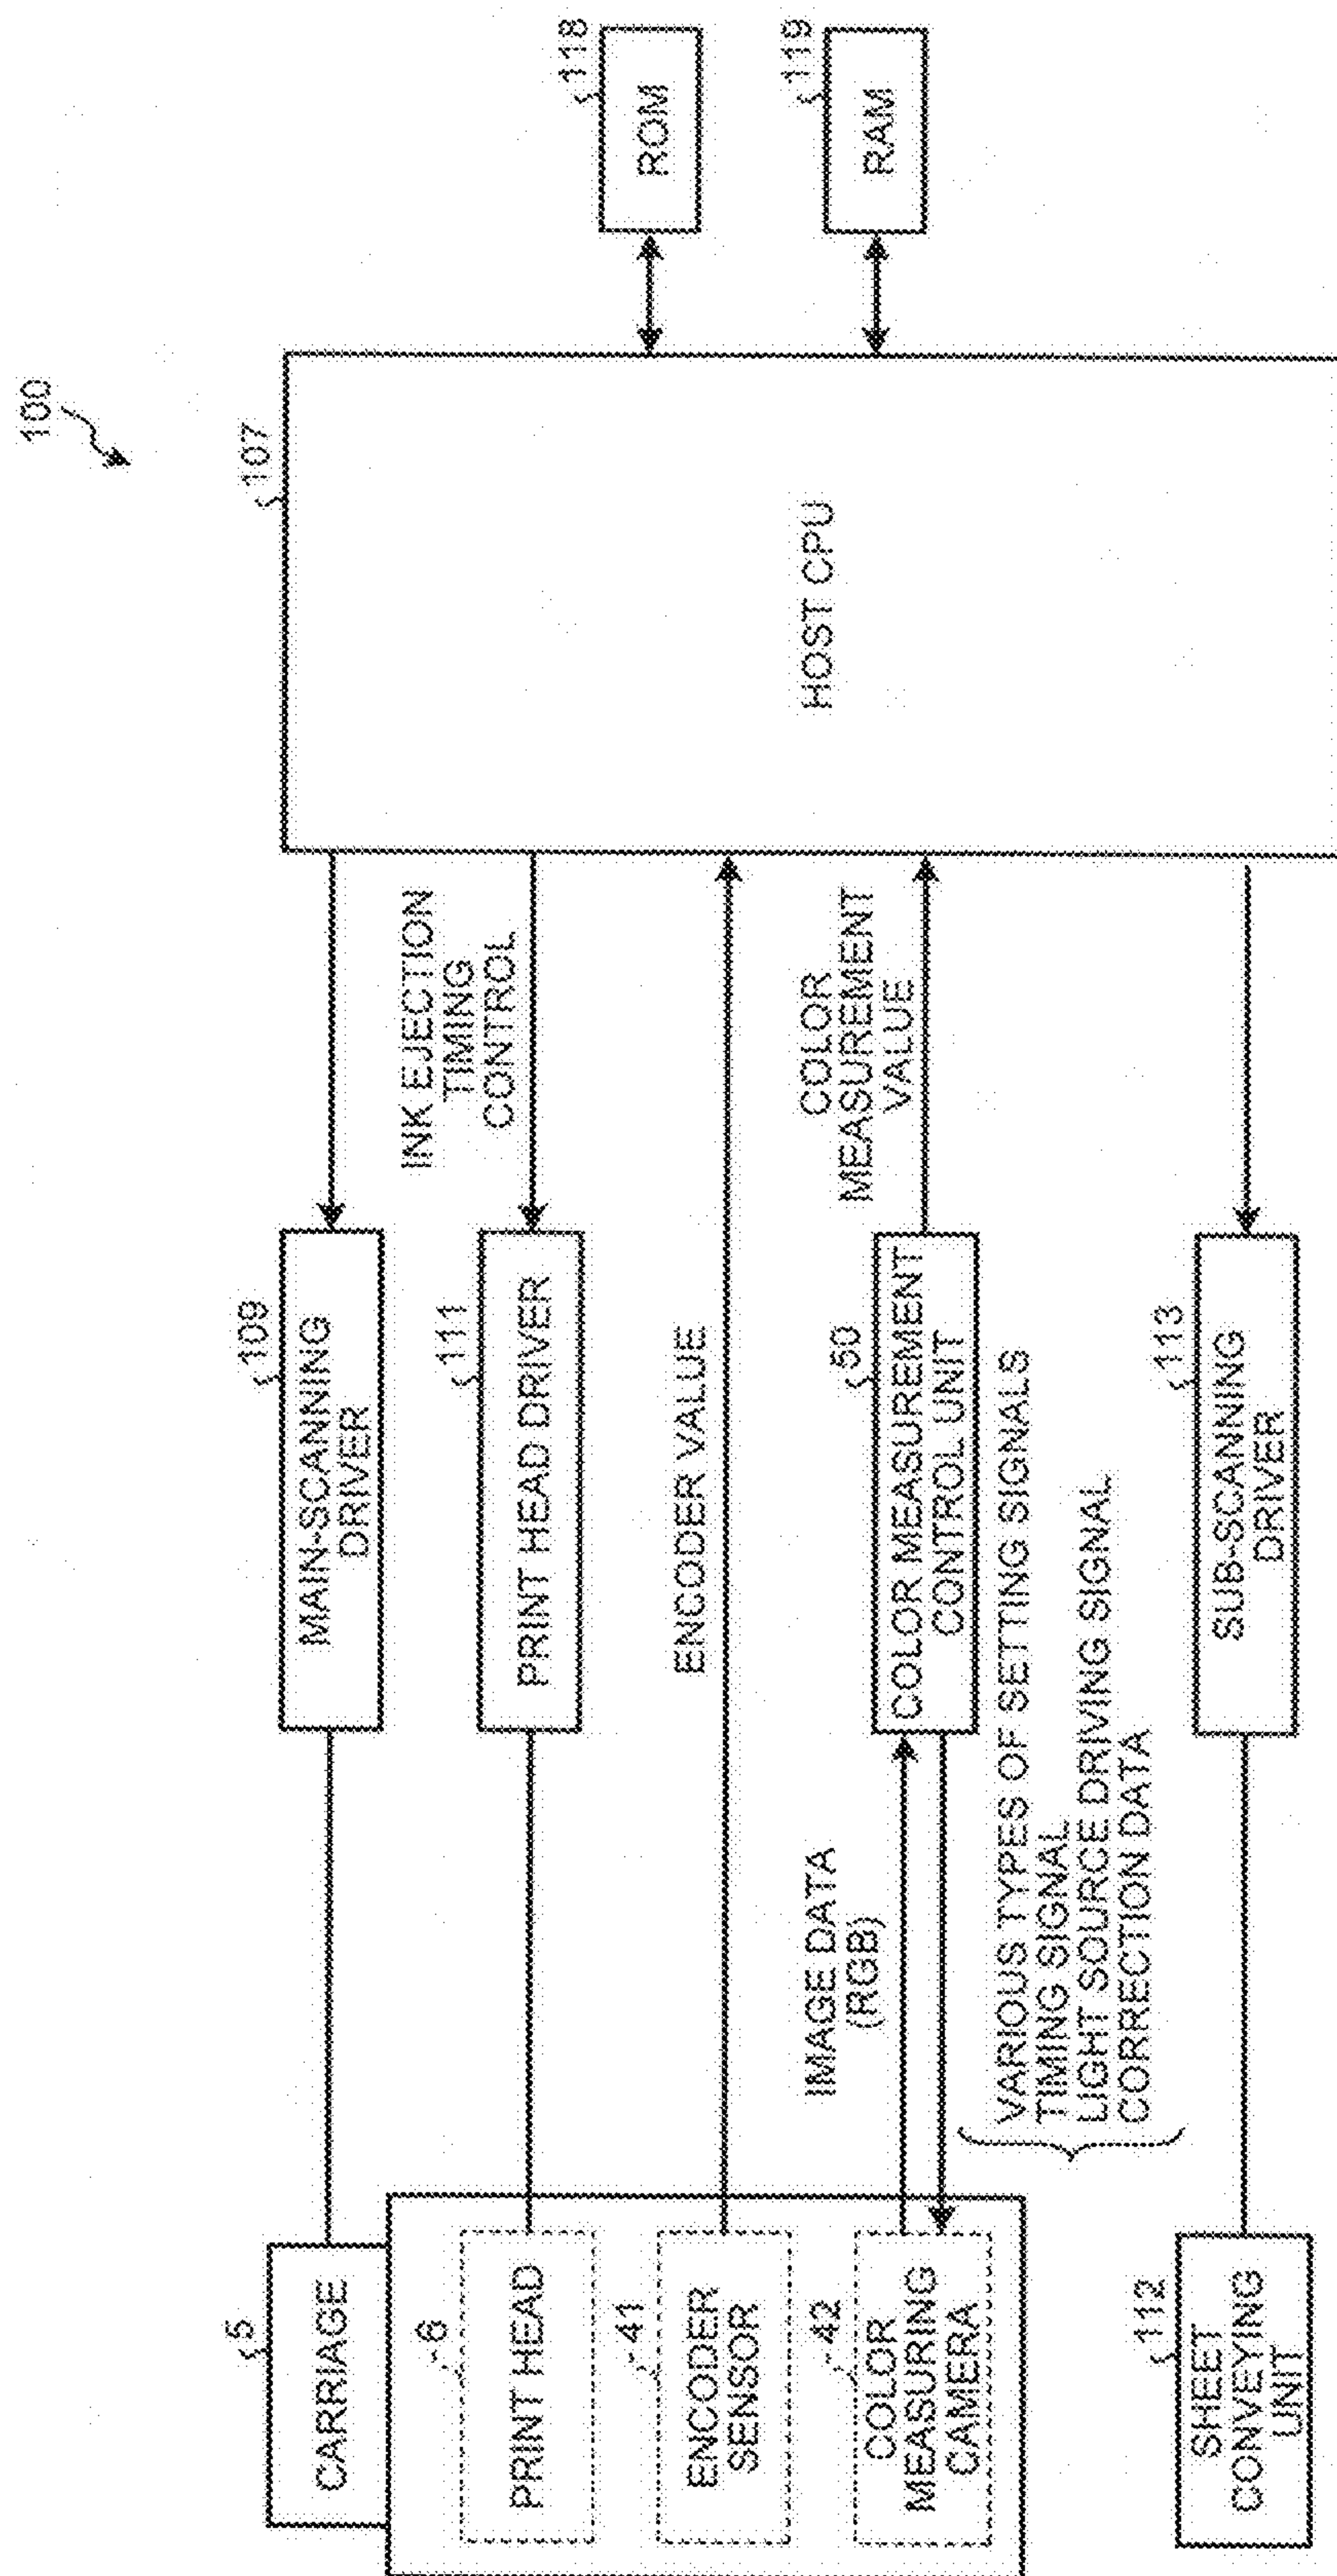 100
5
CARRIAGE
6
PRINT HEAD
41
ENCODER
SENSOR
42
COLOR
MEASURING
CAMERA
112
SHEET
CONVEYING
UNIT
109
MAIN-SCANNING
DRIVER
111
PRINT HEAD DRIVER
INK EJECTION
TIMING
CONTROL
ENCODER VALUE
IMAGE DATA
(RGB)
50
COLOR MEASUREMENT
CONTROL UNIT
COLOR
MEASUREMENT
VALUE
VARIOUS TYPES OF SETTING SIGNALS
TIMING SIGNAL
LIGHT SOURCE DRIVING SIGNAL
CORRECTION DATA
113
SUB-SCANNING
DRIVER
107
HOST CPU
118
ROM
119
RAM